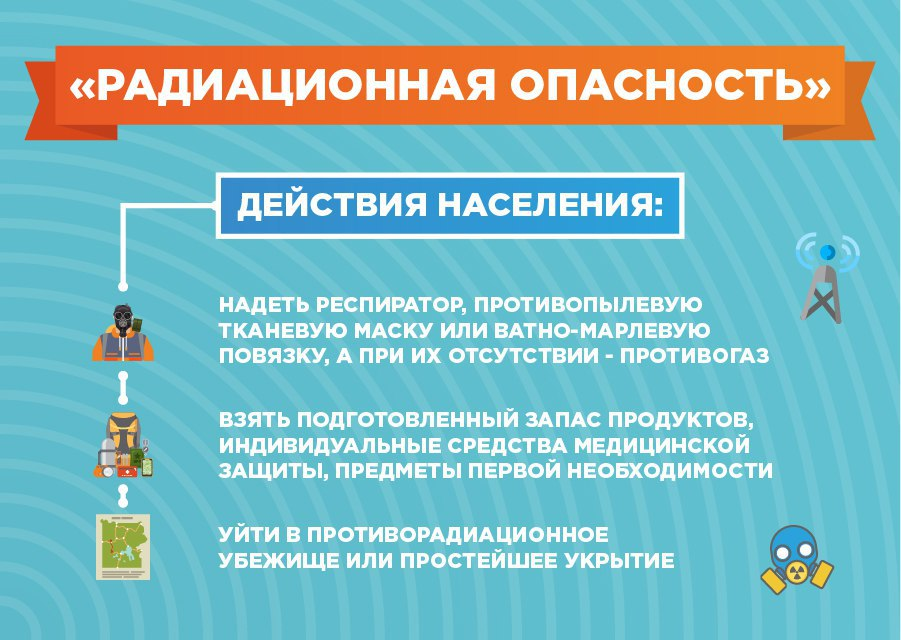 «РАДИАЦИОННАЯ ОПАСНОСТЬ»
ДЕЙСТВИЯ НАСЕЛЕНИЯ:
НАДЕТЬ РЕСПИРАТОР, ПРОТИВОПЫЛЕВУЮ
ТКАНЕВУЮ МАСКУ ИЛИ ВАТНО-МАРЛЕВУЮ
ПОВЯЗКУ, А ПРИ ИХ ОТСУТСТВИИ - ПРОТИВОГАЗ
ВЗЯТЬ ПОДГОТОВЛЕННЫЙ ЗАПАС ПРОДУКТОВ,
ИНДИВИДУАЛЬНЫЕ СРЕДСТВА МЕДИЦИНСКОЙ
ЗАЩИТЫ, ПРЕДМЕТЫ ПЕРВОЙ НЕОБХОДИМОСТИ
УЙТИ В ПРОТИВОРАДИАЦИОННОЕ
УБЕЖИЩЕ ИЛИ ПРОСТЕЙШЕЕ УКРЫТИЕ